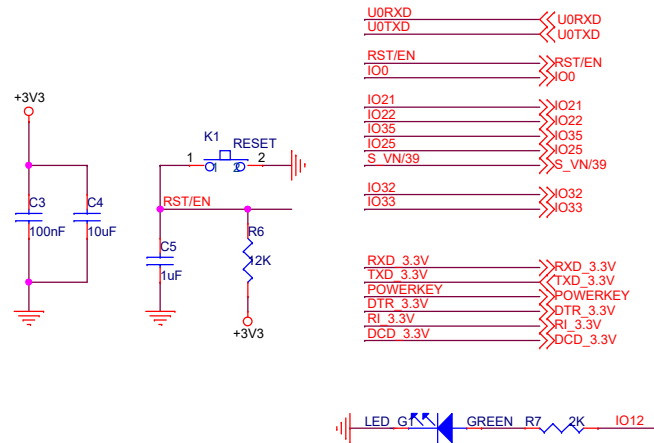 U0RXD U0RXD
U0TXD U0TXD
RST/EN RST/EN
IO0 IO0
+3V3
IO21 IO21
IO22 IO22
IO35 IO35
IO25 IO25
S_VN/39 S_VN/39
K1 RESET
1 2
1 2
IO32 IO32
IO33 IO33
C3 C4
100nF 10uF
RST/EN
R6
12K
C5
1uF
+3V3
RXD_3.3V RXD_3.3V
TXD_3.3V TXD_3.3V
POWERKEY POWERKEY
DTR_3.3V DTR_3.3V
RI_3.3V RI_3.3V
DCD_3.3V DCD_3.3V
LED_G1 GREEN R7 2K IO12